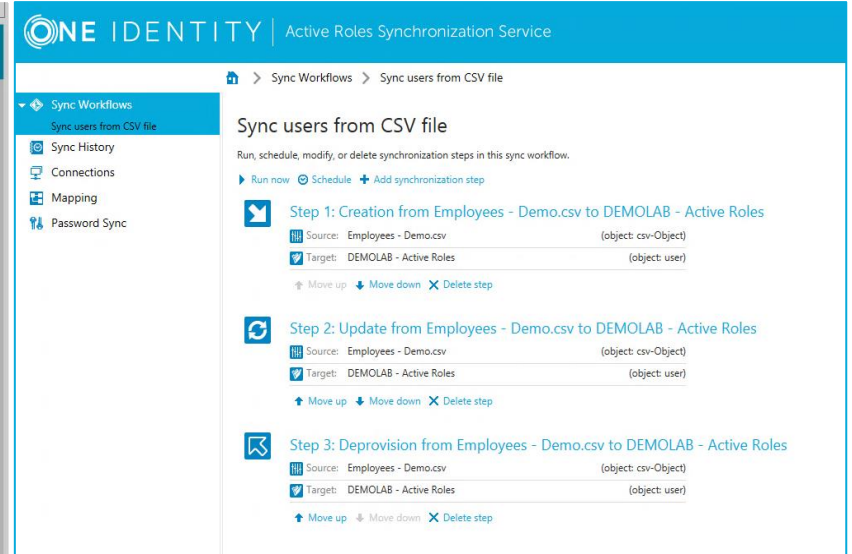 ONE IDENTITY Active Roles Synchronization Service
Sync Workflows > Sync users from CSV file
Sync Workflows
Sync users from CSV file
Sync History
Connections
Mapping
Password Sync
Sync users from CSV file
Run, schedule, modify, or delete synchronization steps in this sync workflow.
Run now Schedule Add synchronization step
Step 1: Creation from Employees - Demo.csv to DEMOLAB - Active Roles
Source: Employees - Demo.csv (object: csv-Object)
Target: DEMOLAB - Active Roles (object: user)
Move up Move down Delete step
Step 2: Update from Employees - Demo.csv to DEMOLAB - Active Roles
Source: Employees - Demo.csv (object: csv-Object)
Target: DEMOLAB - Active Roles (object: user)
Move up Move down Delete step
Step 3: Deprovision from Employees - Demo.csv to DEMOLAB - Active Roles
Source: Employees - Demo.csv (object: csv-Object)
Target: DEMOLAB - Active Roles (object: user)
Move up Move down Delete step